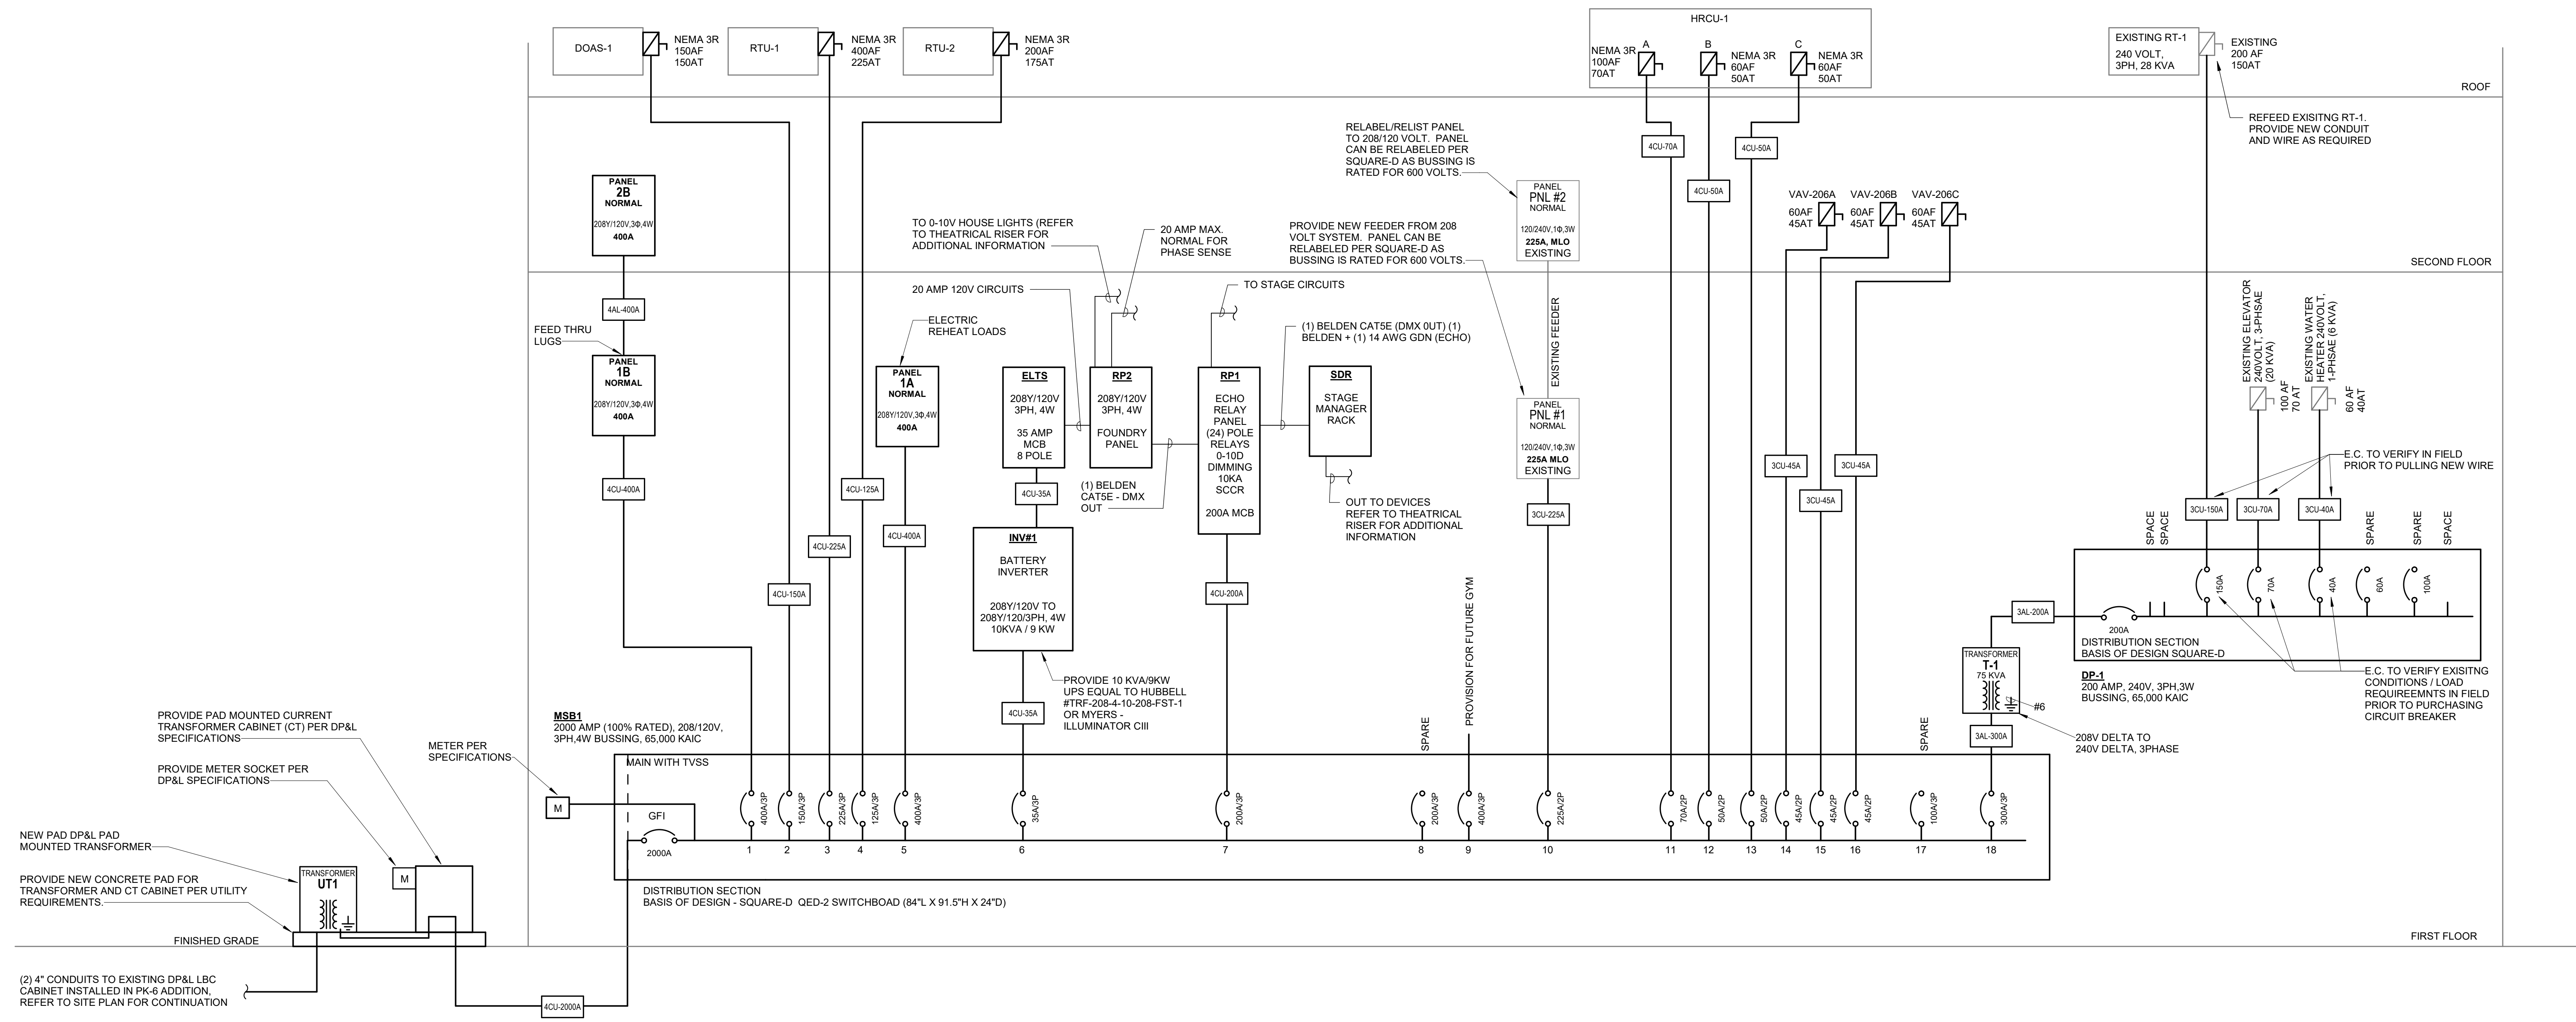 DOAS-1
NEMA 3R
150AF
150AT
RTU-1
NEMA 3R
400AF
225AT
RTU-2
NEMA 3R
200AF
175AT
HRCU-1
NEMA 3R
100AF
70AT
A
B
NEMA 3R
60AF
50AT
C
NEMA 3R
60AF
50AT
EXISTING RT-1
240 VOLT,
3PH, 28 KVA
EXISTING
200 AF
150AT
ROOF
REFEED EXISITNG RT-1.
PROVIDE NEW CONDUIT
AND WIRE AS REQUIRED
RELABEL/RELIST PANEL
TO 208/120 VOLT. PANEL
CAN BE RELABELED PER
SQUARE-D AS BUSSING IS
RATED FOR 600 VOLTS.
4CU-70A
4CU-50A
4CU-50A
PANEL
2B
NORMAL
208Y/120V,3Φ,4W
400A
PANEL
PNL #2
NORMAL
120/240V,1Φ,3W
225A, MLO
EXISTING
VAV-206A
60AF
45AT
VAV-206B
60AF
45AT
VAV-206C
60AF
45AT
TO 0-10V HOUSE LIGHTS (REFER
TO THEATRICAL RISER FOR
ADDITIONAL INFORMATION
20 AMP MAX.
NORMAL FOR
PHASE SENSE
PROVIDE NEW FEEDER FROM 208
VOLT SYSTEM. PANEL CAN BE
RELABELED PER SQUARE-D AS
BUSSING IS RATED FOR 600 VOLTS.
SECOND FLOOR
4AL-400A
20 AMP 120V CIRCUITS
TO STAGE CIRCUITS
FEED THRU
LUGS
ELECTRIC
REHEAT LOADS
(1) BELDEN CAT5E (DMX 0UT) (1)
BELDEN + (1) 14 AWG GDN (ECHO)
EXISTING FEEDER
EXISTING ELEVATOR
240VOLT, 3-PHSAE
(20 KVA)
EXISTING WATER
HEATER 240VOLT,
1-PHSAE (6 KVA)
100 AF
70 AT
60 AF
40AT
PANEL
1B
NORMAL
208Y/120V,3Φ,4W
400A
PANEL
1A
NORMAL
208Y/120V,3Φ,4W
400A
ELTS
208Y/120V
3PH, 4W
35 AMP
MCB
8 POLE
RP2
208Y/120V
3PH, 4W
FOUNDRY
PANEL
RP1
ECHO
RELAY
PANEL
(24) POLE
RELAYS
0-10D
DIMMING
10KA
SCCR
200A MCB
SDR
STAGE
MANAGER
RACK
PANEL
PNL #1
NORMAL
120/240V,1Φ,3W
225A MLO
EXISTING
E.C. TO VERIFY IN FIELD
PRIOR TO PULLING NEW WIRE
3CU-45A
3CU-45A
3CU-45A
4CU-400A
4CU-125A
4CU-35A
(1) BELDEN
CAT5E - DMX
OUT
OUT TO DEVICES
REFER TO THEATRICAL
RISER FOR ADDITIONAL
INFORMATION
3CU-225A
3CU-150A
3CU-70A
3CU-40A
SPACE
SPACE
SPARE
SPARE
SPACE
4CU-225A
4CU-400A
INV#1
BATTERY
INVERTER
208Y/120V TO
208Y/120/3PH, 4W
10KVA / 9 KW
4CU-150A
4CU-200A
PROVISION FOR FUTURE GYM
150A
70A
40A
60A
100A
3AL-200A
200A
DISTRIBUTION SECTION
BASIS OF DESIGN SQUARE-D
TRANSFORMER
T-1
75 KVA
#6
DP-1
200 AMP, 240V, 3PH,3W
BUSSING, 65,000 KAIC
E.C. TO VERIFY EXISITNG
CONDITIONS / LOAD
REQUIREEMNTS IN FIELD
PRIOR TO PURCHASING
CIRCUIT BREAKER
PROVIDE 10 KVA/9KW
UPS EQUAL TO HUBBELL
#TRF-208-4-10-208-FST-1
OR MYERS -
ILLUMINATOR CIII
4CU-35A
3AL-300A
208V DELTA TO
240V DELTA, 3PHASE
MSB1
2000 AMP (100% RATED), 208/120V,
3PH,4W BUSSING, 65,000 KAIC
PROVIDE PAD MOUNTED CURRENT
TRANSFORMER CABINET (CT) PER DP&L
SPECIFICATIONS
METER PER
SPECIFICATIONS
PROVIDE METER SOCKET PER
DP&L SPECIFICATIONS
SPARE
SPARE
MAIN WITH TVSS
M
GFI
2000A
400A/3P
150A/3P
225A/3P
125A/3P
400A/3P
35A/3P
200A/3P
200A/3P
400A/3P
225A/2P
70A/2P
50A/2P
50A/2P
45A/2P
45A/2P
45A/2P
100A/3P
300A/3P
1
2
3
4
5
6
7
8
9
10
11
12
13
14
15
16
17
18
NEW PAD DP&L PAD
MOUNTED TRANSFORMER
PROVIDE NEW CONCRETE PAD FOR
TRANSFORMER AND CT CABINET PER UTILITY
REQUIREMENTS.
TRANSFORMER
UT1
M
DISTRIBUTION SECTION
BASIS OF DESIGN - SQUARE-D QED-2 SWITCHBOAD (84"L X 91.5"H X 24"D)
FINISHED GRADE
FIRST FLOOR
(2) 4" CONDUITS TO EXISTING DP&L LBC
CABINET INSTALLED IN PK-6 ADDITION,
REFER TO SITE PLAN FOR CONTINUATION
4CU-2000A